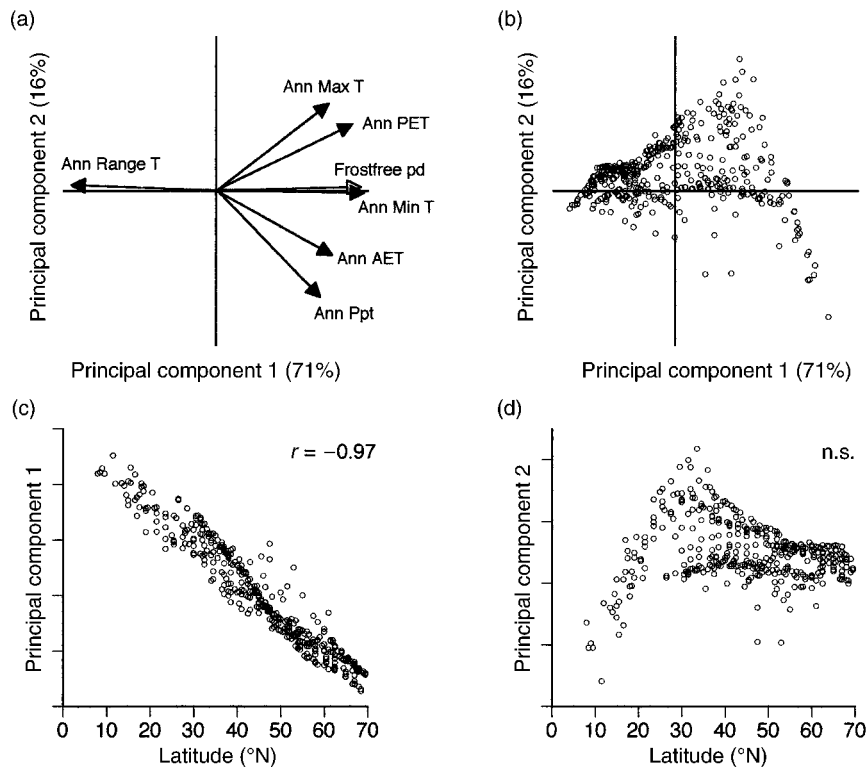 (a)
Principal component 2 (16%)
Ann Max T
Ann PET
Ann Range T
Frostfree pd
Ann Min T
Ann AET
Ann Ppt
Principal component 1 (71%)
(b)
Principal component 2 (16%)
Principal component 1 (71%)
(c)
Principal component 1
r = −0.97
0 10 20 30 40 50 60 70
Latitude (°N)
(d)
Principal component 2
n.s.
0 10 20 30 40 50 60 70
Latitude (°N)